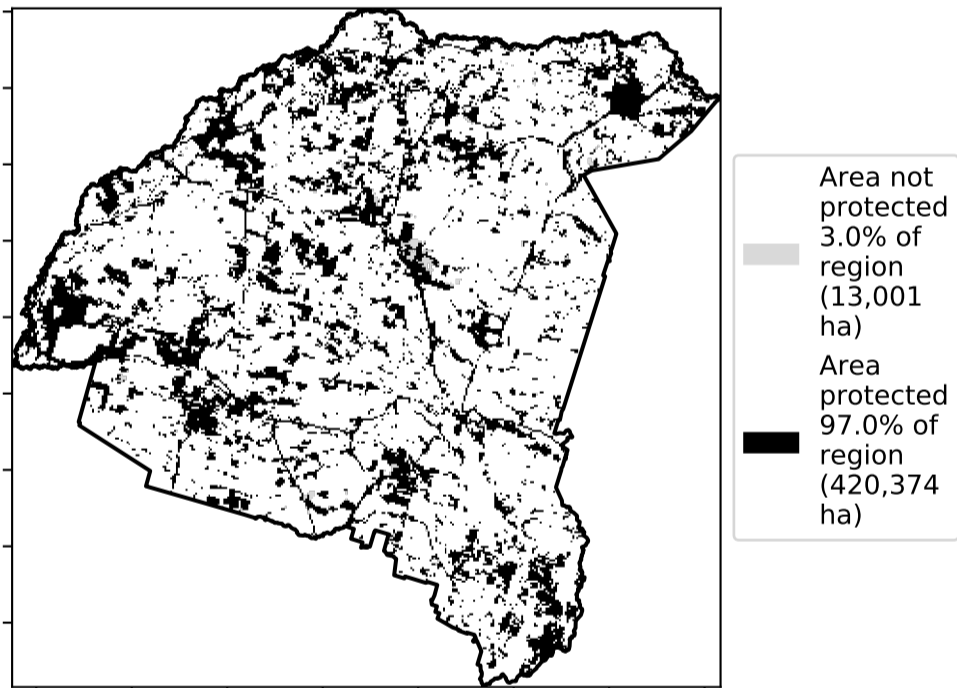 Area not
protected
3.0% of
region
(13,001
ha)
Area
protected
97.0% of
region
(420,374
ha)